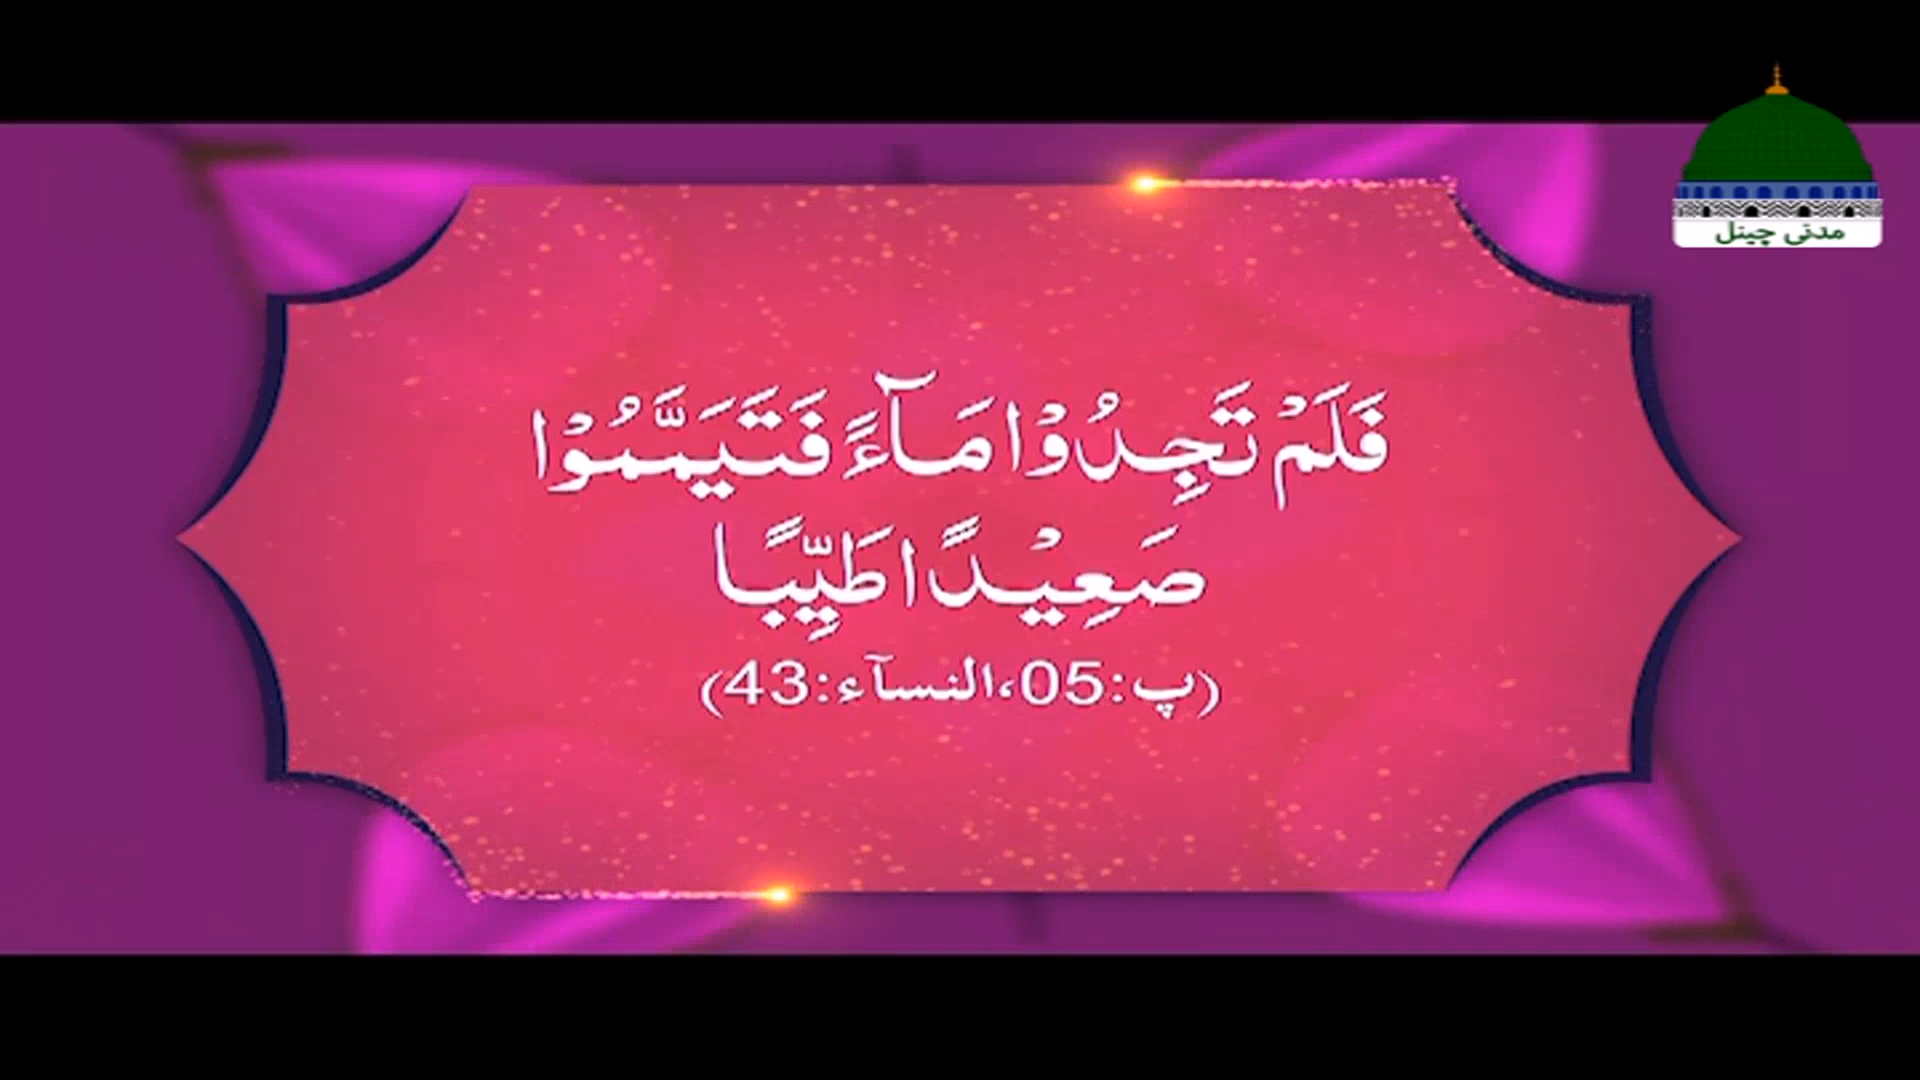 مدنی چینل
فَلَمْ تَجِدُوْا مَآءً فَتَیَمَّمُوْا
صَعِیْدًا طَیِّبًا
(پ:05،النسآء:43)